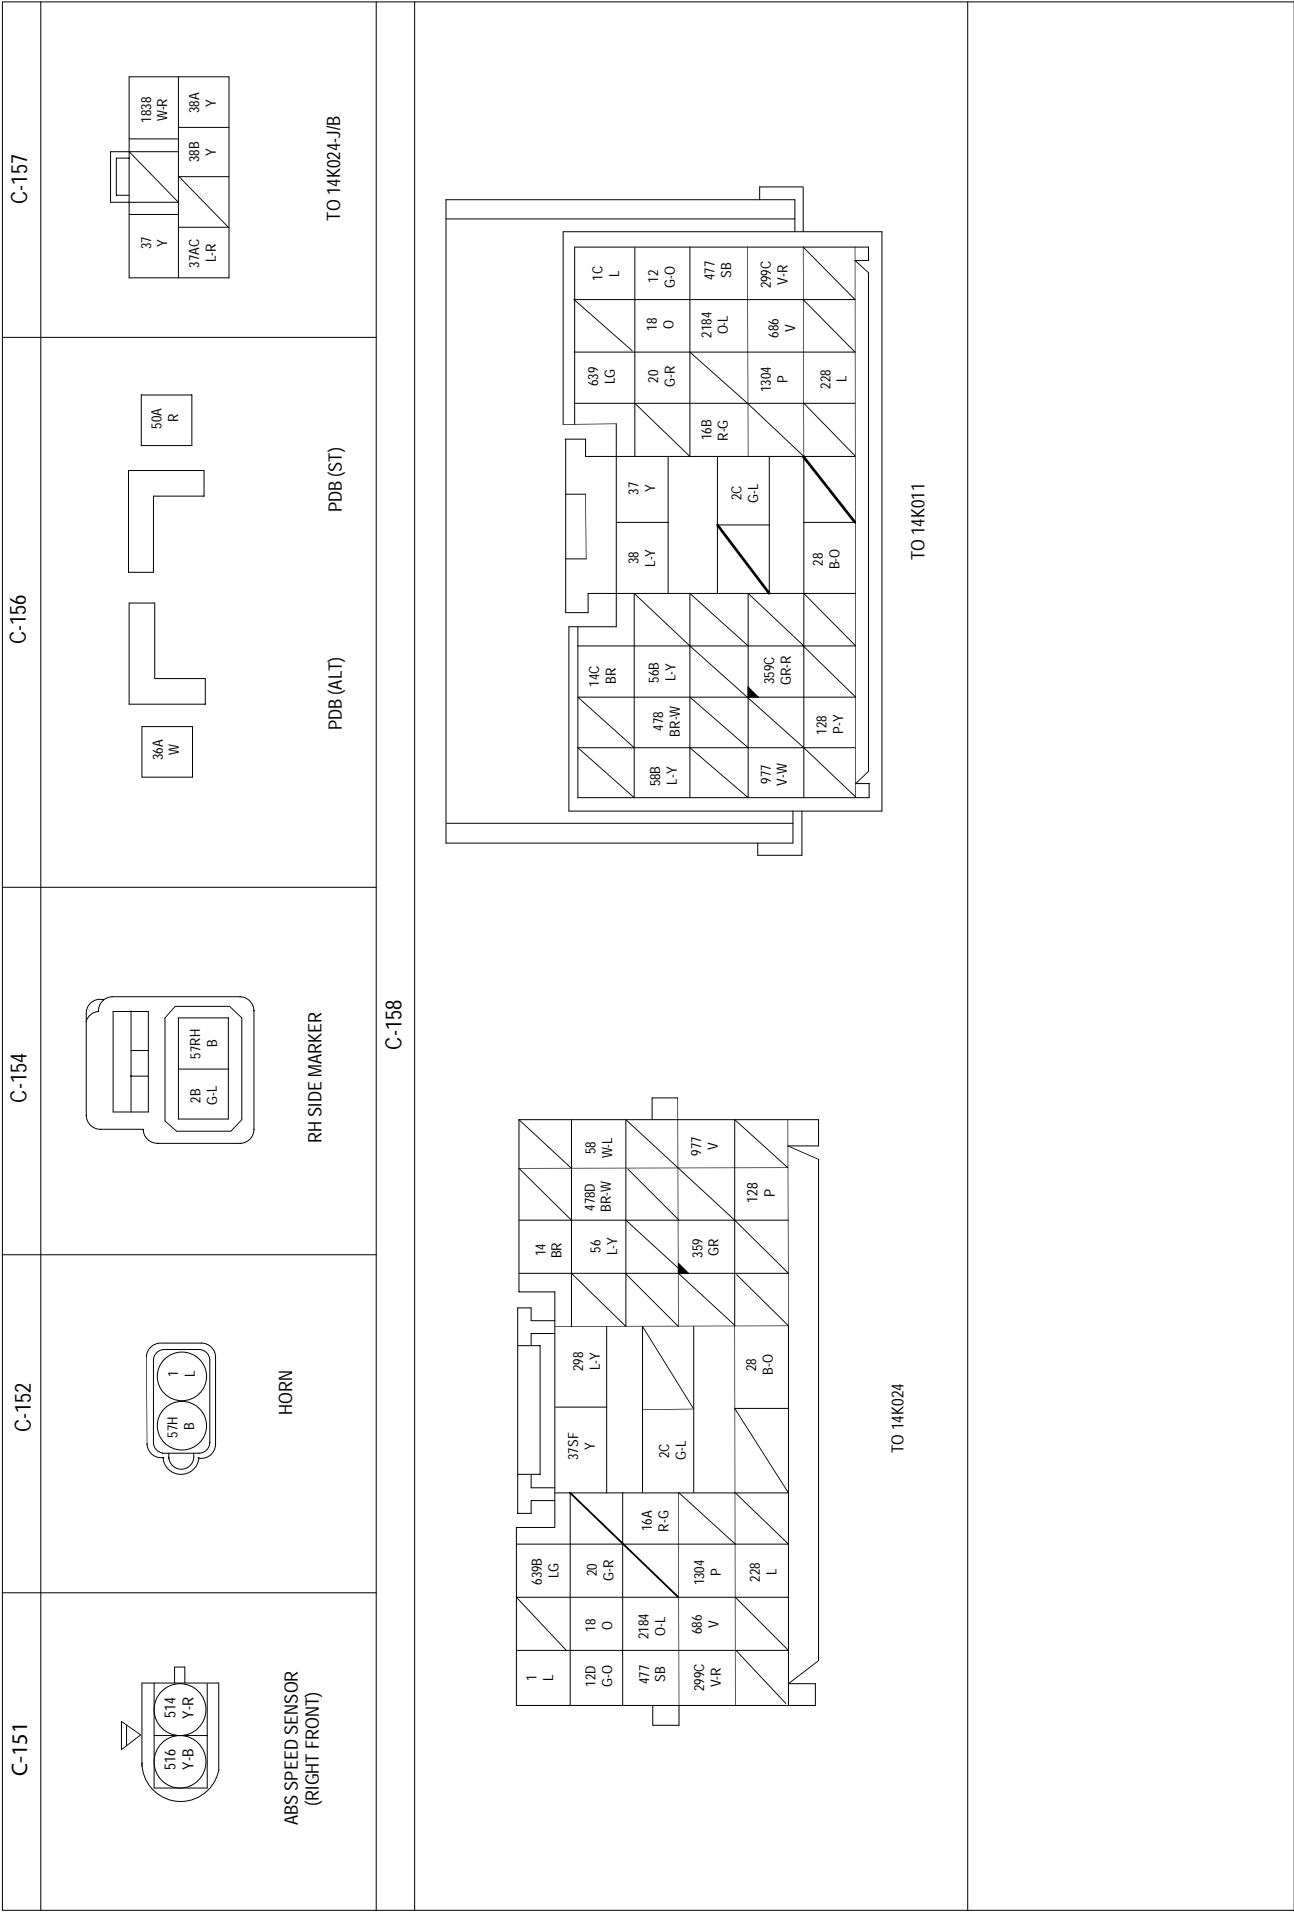 C-151
516
Y-B
514
Y-R
ABS SPEED SENSOR
(RIGHT FRONT)
C-152
57H
B
1
L
HORN
C-154
2B
G-L
57RH
B
RH SIDE MARKER
C-156
36A
W
50A
R
PDB (ALT)
PDB (ST)
C-157
37
Y
1838
W-R
37AC
L-R
38B
Y
38A
Y
TO 14K024-J/B
C-158
1
L
639B
LG
14
BR
12D
G-O
18
O
20
G-R
37SF
Y
298
L-Y
56
L-Y
478D
BR-W
58
W-L
477
SB
2184
O-L
16A
R-G
2C
G-L
299C
V-R
686
V
1304
P
359
GR
977
V
228
L
28
B-O
128
P
TO 14K024
14C
BR
639
LG
1C
L
58B
L-Y
478
BR-W
56B
L-Y
38
L-Y
37
Y
20
G-R
18
O
12
G-O
2C
G-L
16B
R-G
2184
O-L
477
SB
977
V-W
359C
GR-R
1304
P
686
V
299C
V-R
128
P-Y
28
B-O
228
L
TO 14K011